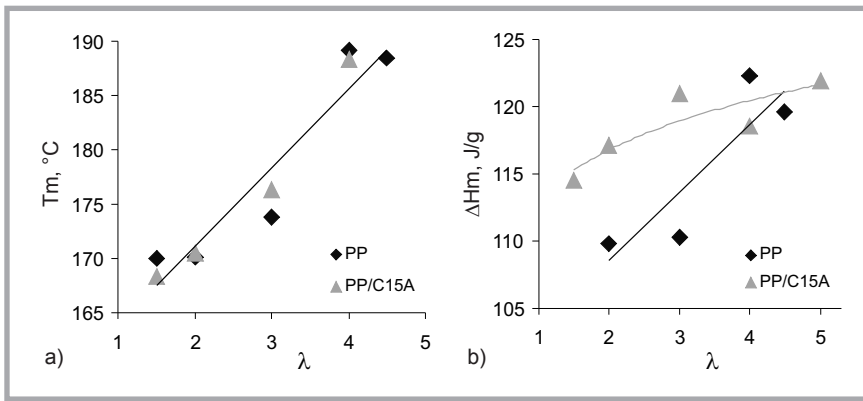 Tm, °C
190
185
180
175
170
165
1 2 3 4 5
λ
PP
PP/C15A
a)
ΔHm, J/g
125
120
115
110
105
1 2 3 4 5
λ
PP
PP/C15A
b)